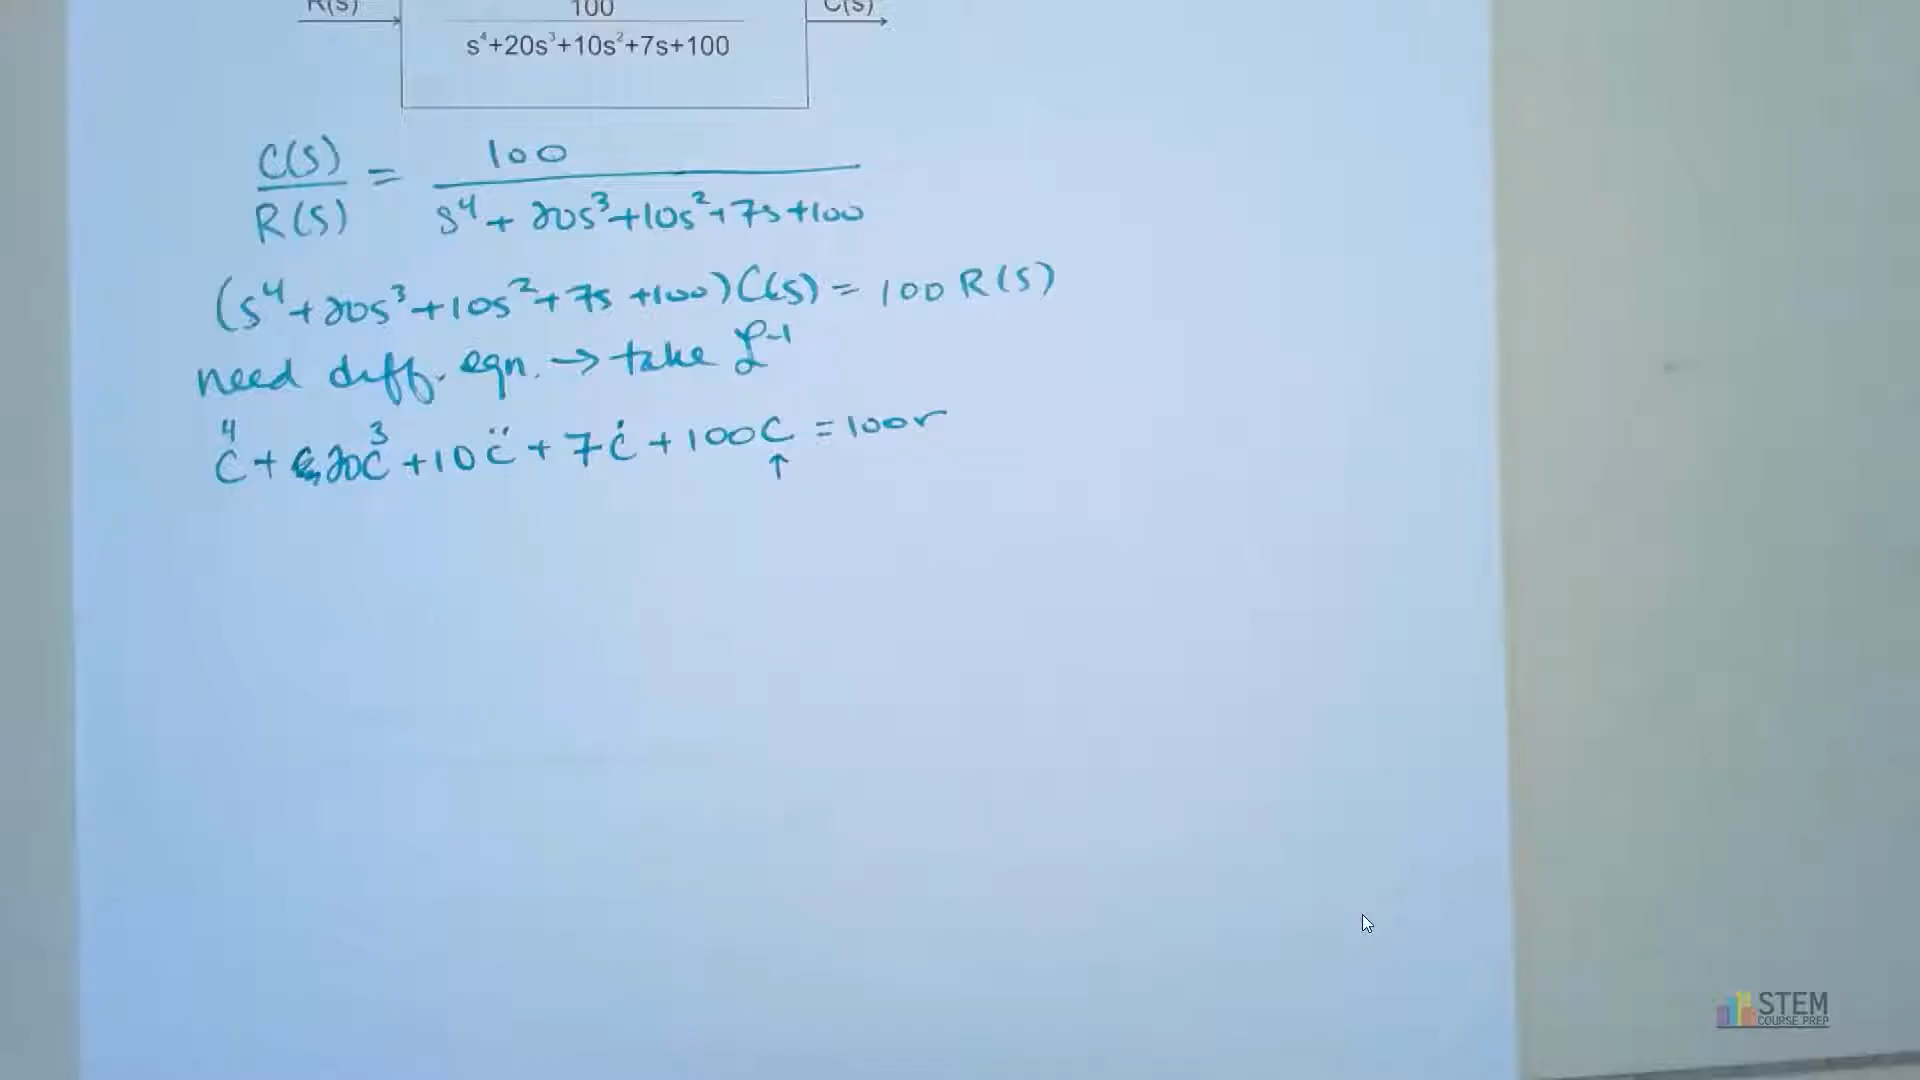 R(s) 100 C(s)
s⁴+20s³+10s²+7s+100
C(s) = 100
R(s) s⁴ + 20s³+10s²+7s+100
(s⁴+20s³+10s²+7s+100)C(s) = 100 R(s)
need diff. eqn. → take ℒ⁻¹
4 3
c + 20c + 10c̈ + 7ċ + 100c = 100r
↑
STEM
COURSE PREP